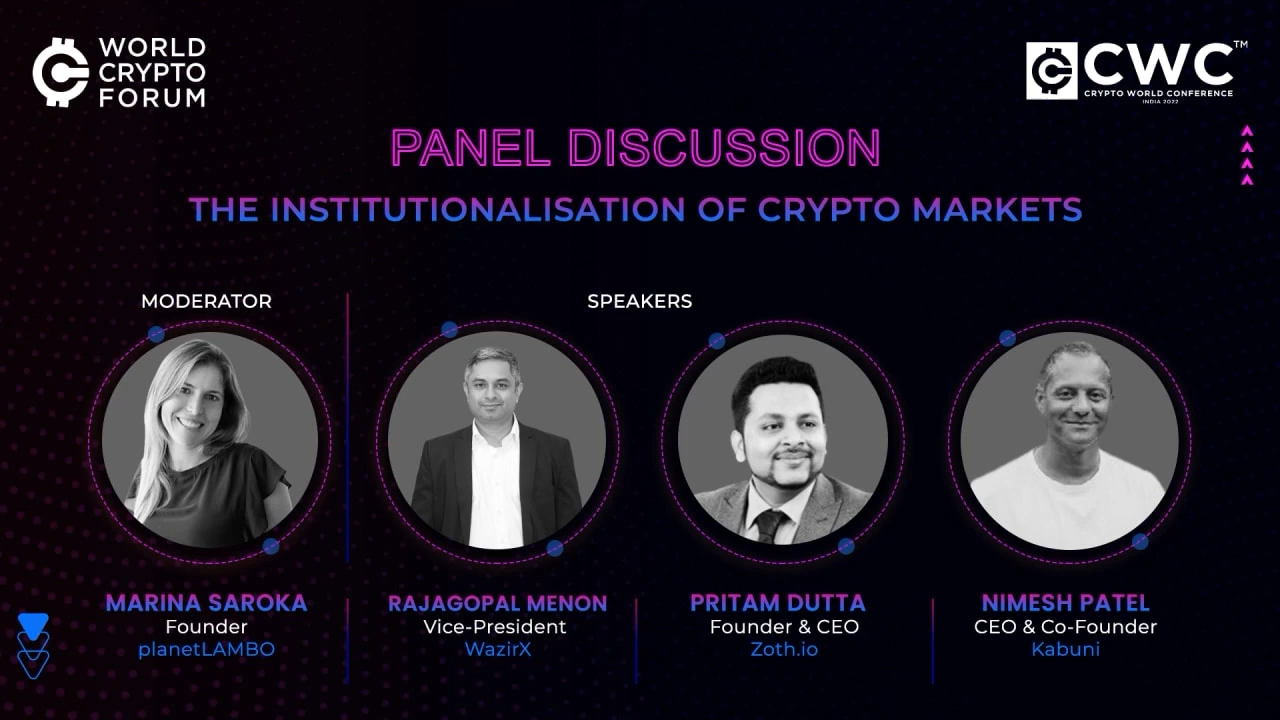 WORLD
CRYPTO
FORUM
CWC™
CRYPTO WORLD CONFERENCE
INDIA 2022
PANEL DISCUSSION
THE INSTITUTIONALISATION OF CRYPTO MARKETS
MODERATOR
SPEAKERS
MARINA SAROKA
Founder
planetLAMBO
RAJAGOPAL MENON
Vice-President
WazirX
PRITAM DUTTA
Founder & CEO
Zoth.io
NIMESH PATEL
CEO & Co-Founder
Kabuni